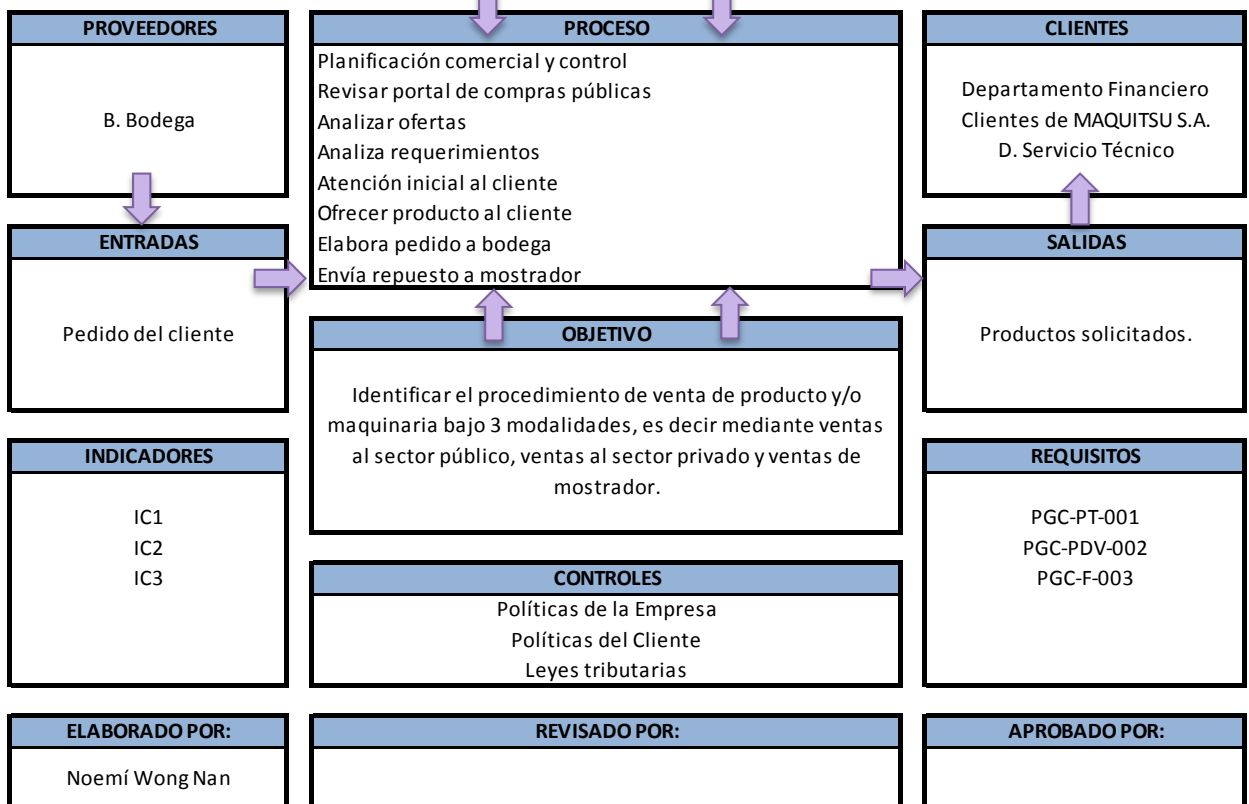 PROVEEDORES
B. Bodega
PROCESO
Planificación comercial y control
Revisar portal de compras públicas
Analizar ofertas
Analiza requerimientos
Atención inicial al cliente
Ofrecer producto al cliente
Elabora pedido a bodega
Envía repuesto a mostrador
CLIENTES
Departamento Financiero
Clientes de MAQUITSU S.A.
D. Servicio Técnico
ENTRADAS
Pedido del cliente
OBJETIVO
Identificar el procedimiento de venta de producto y/o
maquinaria bajo 3 modalidades, es decir mediante ventas
al sector público, ventas al sector privado y ventas de
mostrador.
SALIDAS
Productos solicitados.
INDICADORES
IC1
IC2
IC3
CONTROLES
Políticas de la Empresa
Políticas del Cliente
Leyes tributarias
REQUISITOS
PGC-PT-001
PGC-PDV-002
PGC-F-003
ELABORADO POR:
Noemí Wong Nan
REVISADO POR:
APROBADO POR: